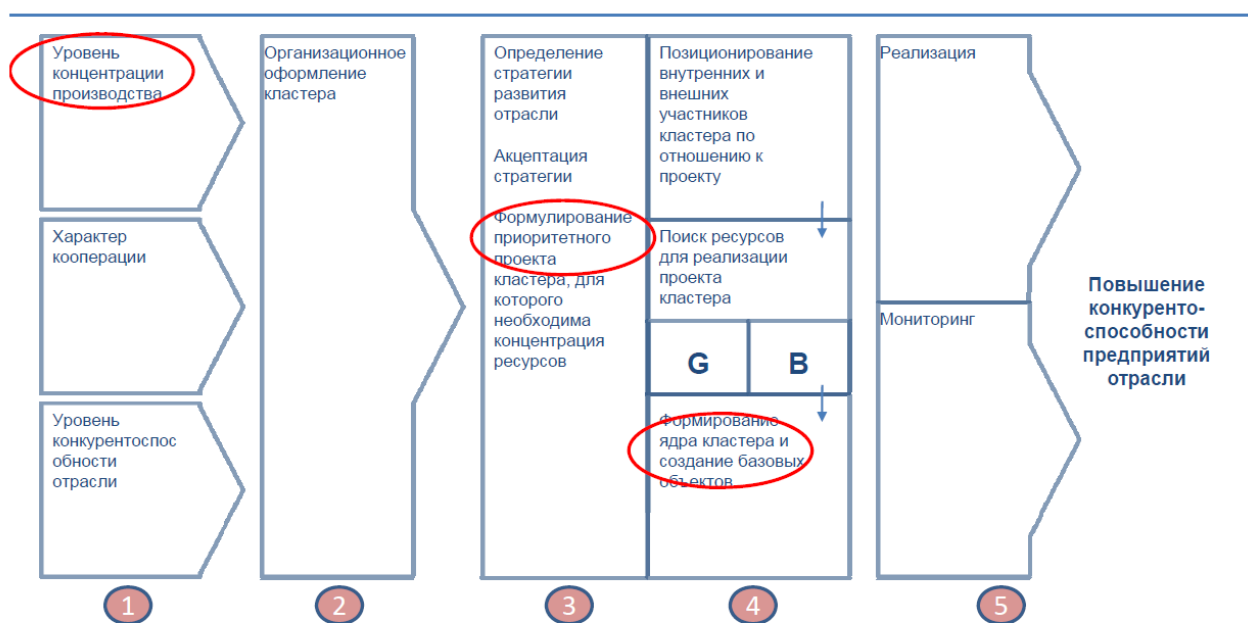 Уровень
концентрации
производства
Характер
кооперации
Уровень
конкурентоспос
обности
отрасли
Организационное
оформление
кластера
Определение
стратегии
развития
отрасли
Акцептация
стратегии
Формулирование
приоритетного
проекта
кластера, для
которого
необходима
концентрация
ресурсов
Позиционирование
внутренних и
внешних
участников
кластера по
отношению к
проекту
Поиск ресурсов
для реализации
проекта
кластера
G B
Формирование
ядра кластера и
создание базовых
объектов
Реализация
Мониторинг
Повышение
конкуренто-
способности
предприятий
отрасли
1 2 3 4 5